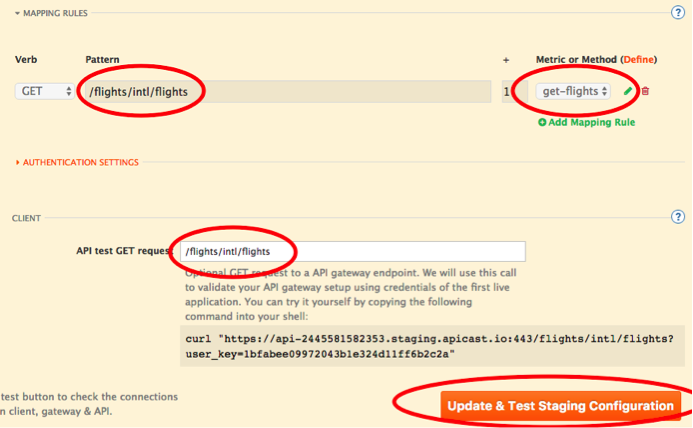 MAPPING RULES ?
Verb Pattern + Metric or Method (Define)
GET /flights/intl/flights 1 get-flights
Add Mapping Rule
AUTHENTICATION SETTINGS
CLIENT ?
API test GET request /flights/intl/flights
Optional GET request to a API gateway endpoint. We will use this call
to validate your API gateway setup using credentials of the first live
application. You can try it yourself by copying the following
command into your shell:
curl "https://api-2445581582353.staging.apicast.io:443/flights/intl/flights?
user_key=1bfabee09972043b1e324d11ff6b2c2a"
test button to check the connections
n client, gateway & API.
Update & Test Staging Configuration